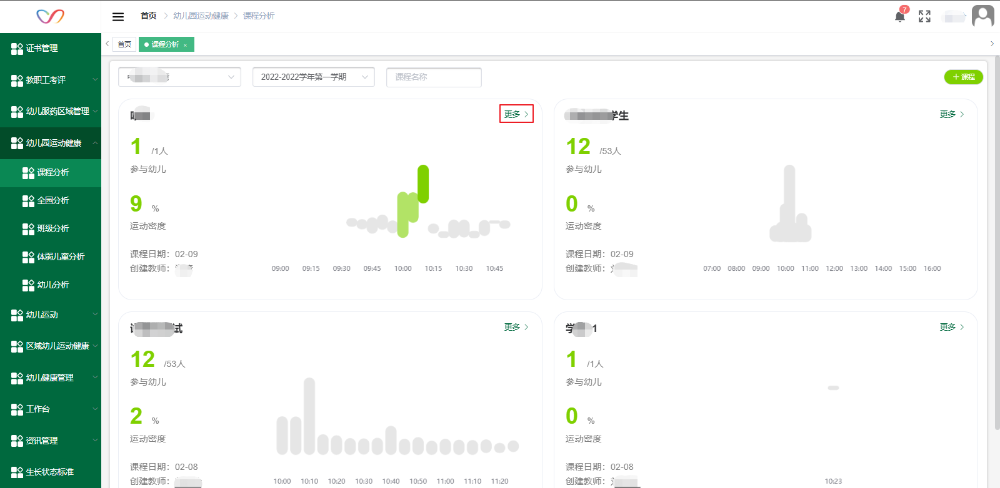 首页 幼儿园运动健康 课程分析
7
首页 课程分析 ×
证书管理
教职工考评
幼儿服药区域管理
幼儿园运动健康
课程分析
全园分析
班级分析
体弱儿童分析
幼儿分析
幼儿运动
区域幼儿运动健康
幼儿健康管理
工作台
资讯管理
生长状态标准
2022-2022学年第一学期
课程名称
+ 课程
更多
1 /1人
参与幼儿
9 %
运动密度
课程日期：02-09
创建教师：
09:00 09:15 09:30 09:45 10:00 10:15 10:30 10:45
学生
更多
12 /53人
参与幼儿
0 %
运动密度
课程日期：02-09
创建教师：
07:00 08:00 09:00 10:00 11:00 12:00 13:00 14:00 15:00 16:00
试
更多
12 /53人
参与幼儿
2 %
运动密度
课程日期：02-08
创建教师：
10:00 10:10 10:20 10:30 10:40 10:50 11:00 11:10 11:20
学 1
更多
1 /1人
参与幼儿
0 %
运动密度
课程日期：02-08
创建教师：
10:23